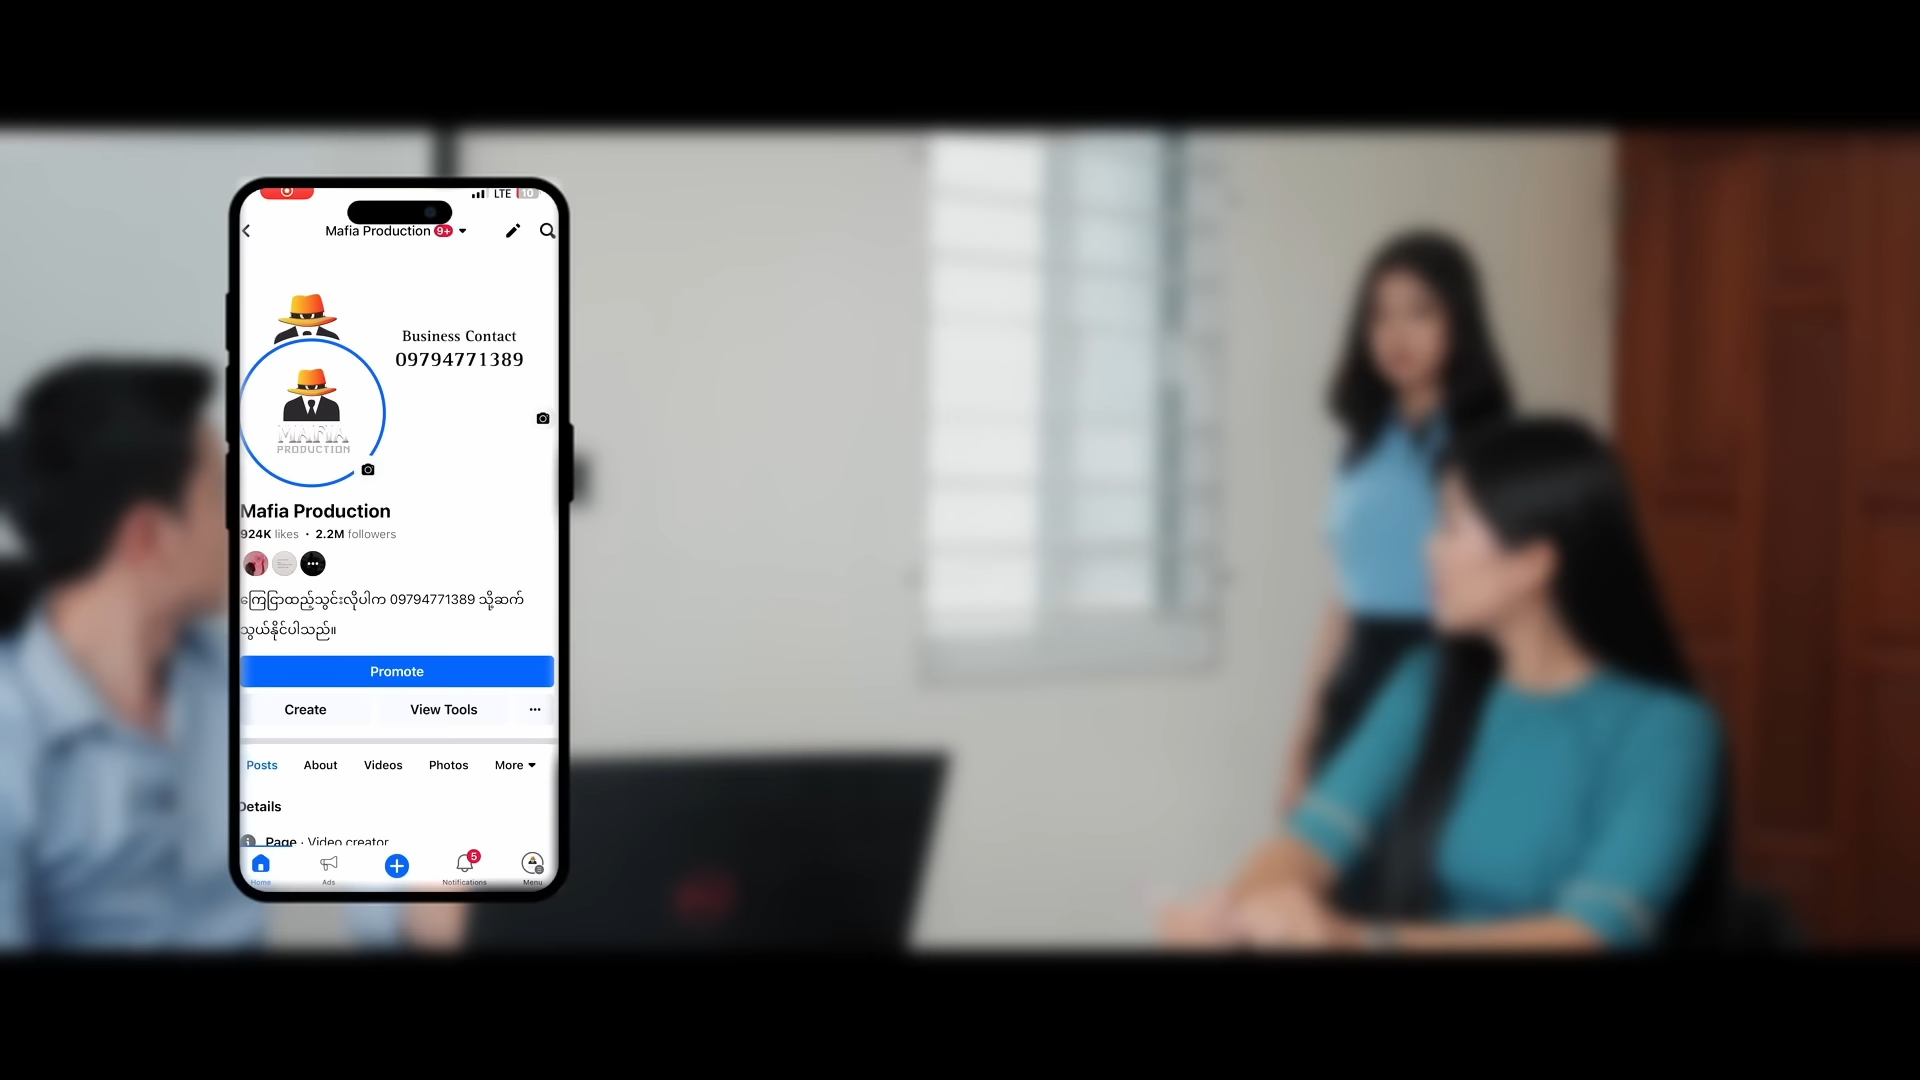 LTE 10
Mafia Production 9+
Business Contact
09794771389
MAFIA
PRODUCTION
Mafia Production
924K likes · 2.2M followers
ကြော်ငြာထည့်သွင်းလိုပါက 09794771389 သို့ဆက်
သွယ်နိုင်ပါသည်။
Promote
Create
View Tools
Posts
About
Videos
Photos
More
Details
Page · Video creator
5
Home
Ads
Notifications
Menu